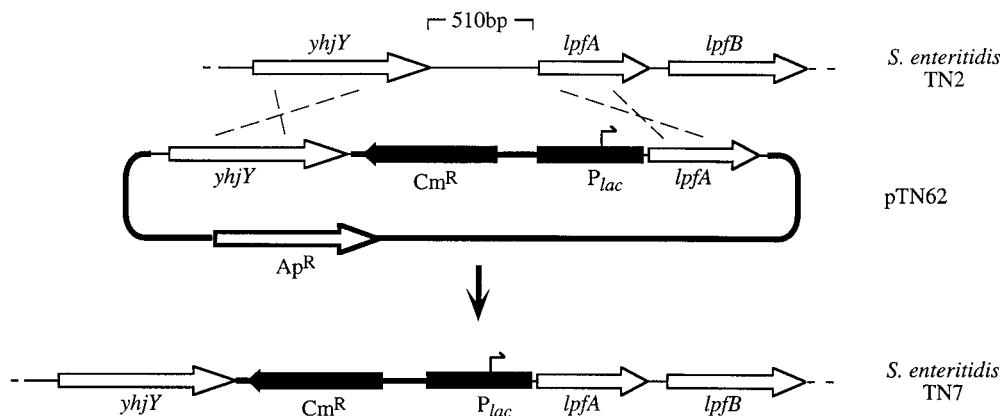 510bp
yhjY lpfA lpfB
S. enteritidis
TN2
yhjY CmR Plac lpfA
pTN62
ApR
S. enteritidis
TN7
yhjY CmR Plac lpfA lpfB